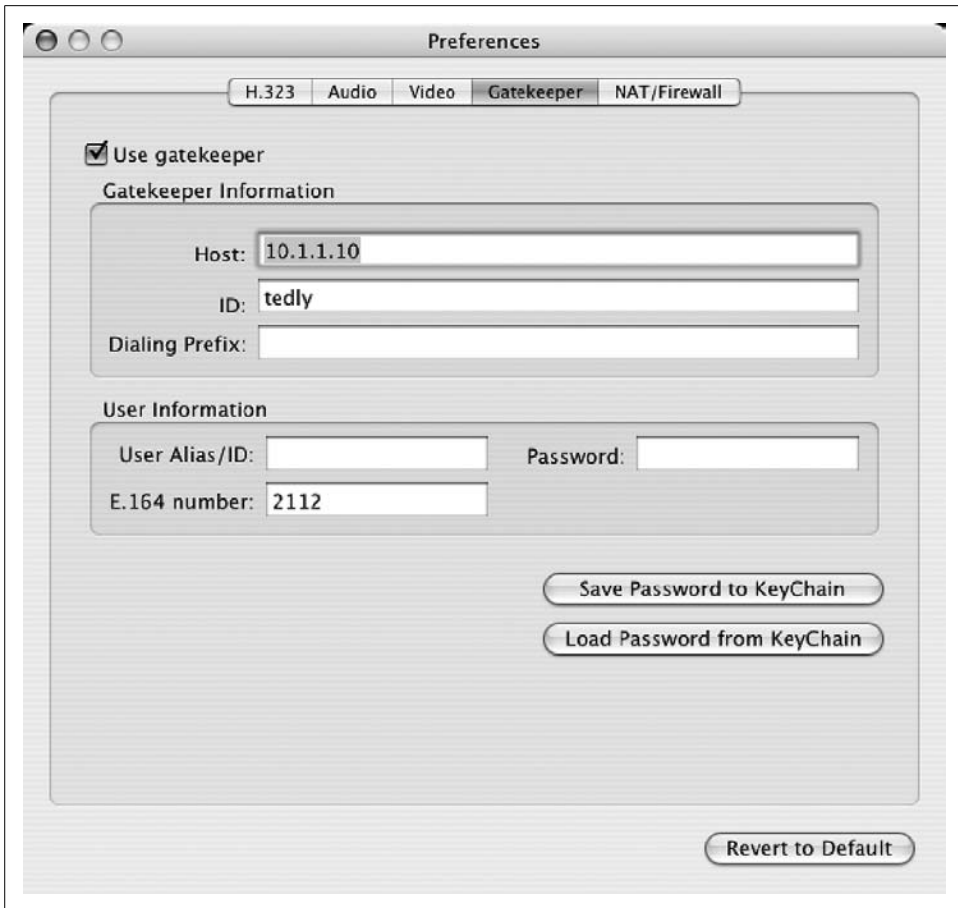 Preferences
H.323 Audio Video Gatekeeper NAT/Firewall
Use gatekeeper
Gatekeeper Information
Host: 10.1.1.10
ID: tedly
Dialing Prefix:
User Information
User Alias/ID: Password:
E.164 number: 2112
Save Password to KeyChain
Load Password from KeyChain
Revert to Default